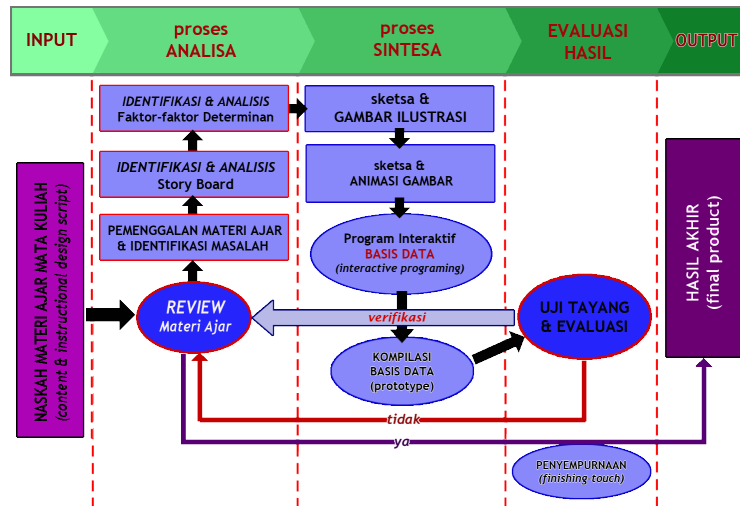 INPUT
proses
ANALISA
proses
SINTESA
EVALUASI
HASIL
OUTPUT
NASKAH MATERI AJAR MATA KULIAH
(content & instructional design script)
IDENTIFIKASI & ANALISIS
Faktor-faktor Determinan
IDENTIFIKASI & ANALISIS
Story Board
PEMENGGALAN MATERI AJAR
& IDENTIFIKASI MASALAH
REVIEW
Materi Ajar
sketsa &
GAMBAR ILUSTRASI
sketsa &
ANIMASI GAMBAR
Program Interaktif
BASIS DATA
(interactive programing)
verifikasi
KOMPILASI
BASIS DATA
(prototype)
UJI TAYANG
& EVALUASI
tidak
ya
PENYEMPURNAAN
(finishing-touch)
HASIL AKHIR
(final product)